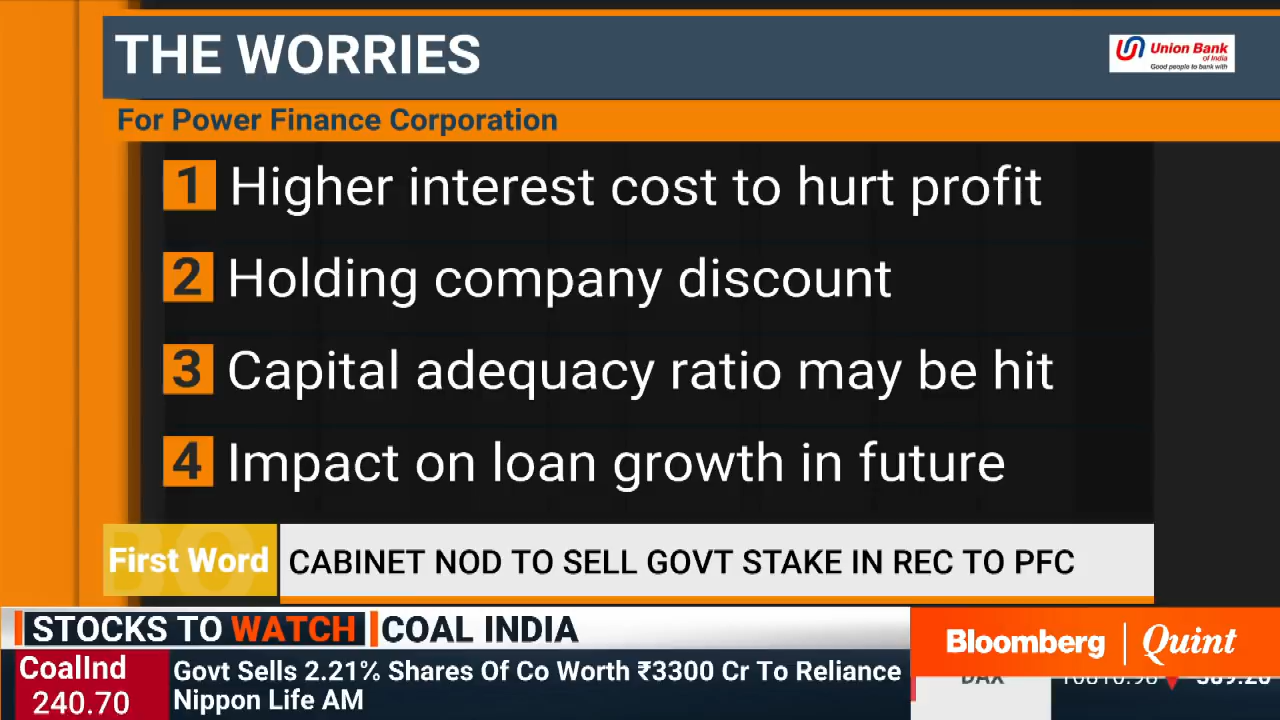 THE WORRIES
Union Bank
of India
Good people to bank with
For Power Finance Corporation
1 Higher interest cost to hurt profit
2 Holding company discount
3 Capital adequacy ratio may be hit
4 Impact on loan growth in future
First Word
CABINET NOD TO SELL GOVT STAKE IN REC TO PFC
STOCKS TO WATCH COAL INDIA
Bloomberg | Quint
CoalInd
240.70
Govt Sells 2.21% Shares Of Co Worth ₹3300 Cr To Reliance
Nippon Life AM
DAX